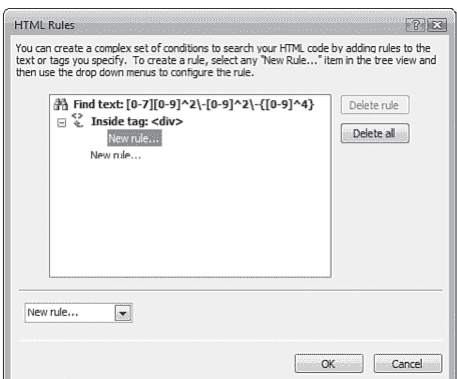 HTML Rules
You can create a complex set of conditions to search your HTML code by adding rules to the
text or tags you specify. To create a rule, select any "New Rule..." item in the tree view and
then use the drop down menus to configure the rule.
Find text: [0-7][0-9]^2\-[0-9]^2\-{[0-9]^4}
Delete rule
Inside tag: <div>
Delete all
New rule...
New rule...
New rule...
OK
Cancel